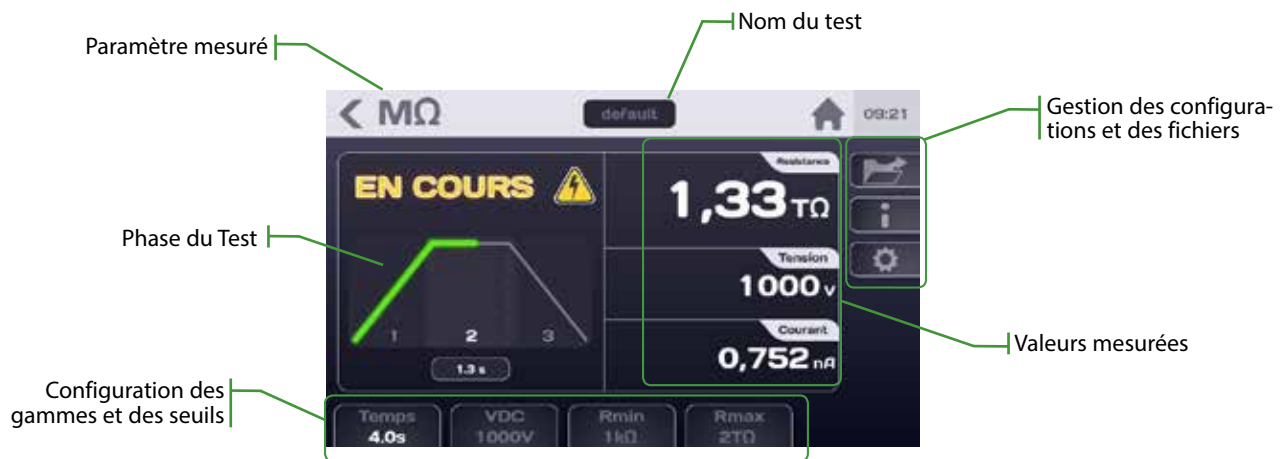 Nom du test
Paramètre mesuré
MΩ
default
09:21
Gestion des configura-
tions et des fichiers
EN COURS
Resistance
1,33 TΩ
Phase du Test
Tension
1000 V
1
2
3
Courant
0,752 nA
1.3 s
Valeurs mesurées
Configuration des
gammes et des seuils
Temps
4.0s
VDC
1000V
Rmin
1kΩ
Rmax
2TΩ